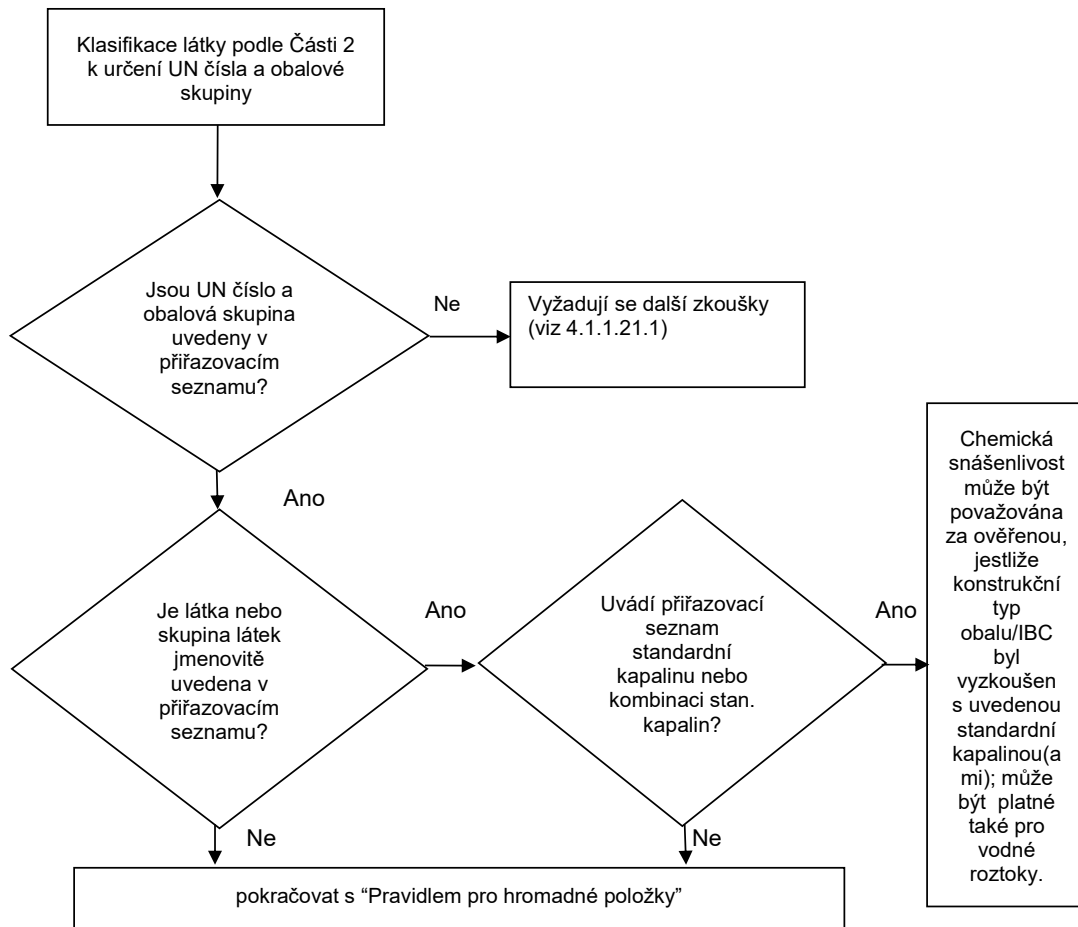 Klasifikace látky podle Části 2
k určení UN čísla a obalové
skupiny
Jsou UN číslo a
obalová skupina
uvedeny v
přiřazovacím
seznamu?
Ne
Vyžadují se další zkoušky
(viz 4.1.1.21.1)
Ano
Je látka nebo
skupina látek
jmenovitě
uvedena v
přiřazovacím
seznamu?
Ano
Uvádí přiřazovací
seznam
standardní
kapalinu nebo
kombinaci stan.
kapalin?
Ano
Chemická
snášenlivost
může být
považována
za ověřenou,
jestliže
konstrukční
typ
obalu/IBC
byl
vyzkoušen
s uvedenou
standardní
kapalinou(a
mi); může
být platné
také pro
vodné
roztoky.
Ne
Ne
pokračovat s “Pravidlem pro hromadné položky”